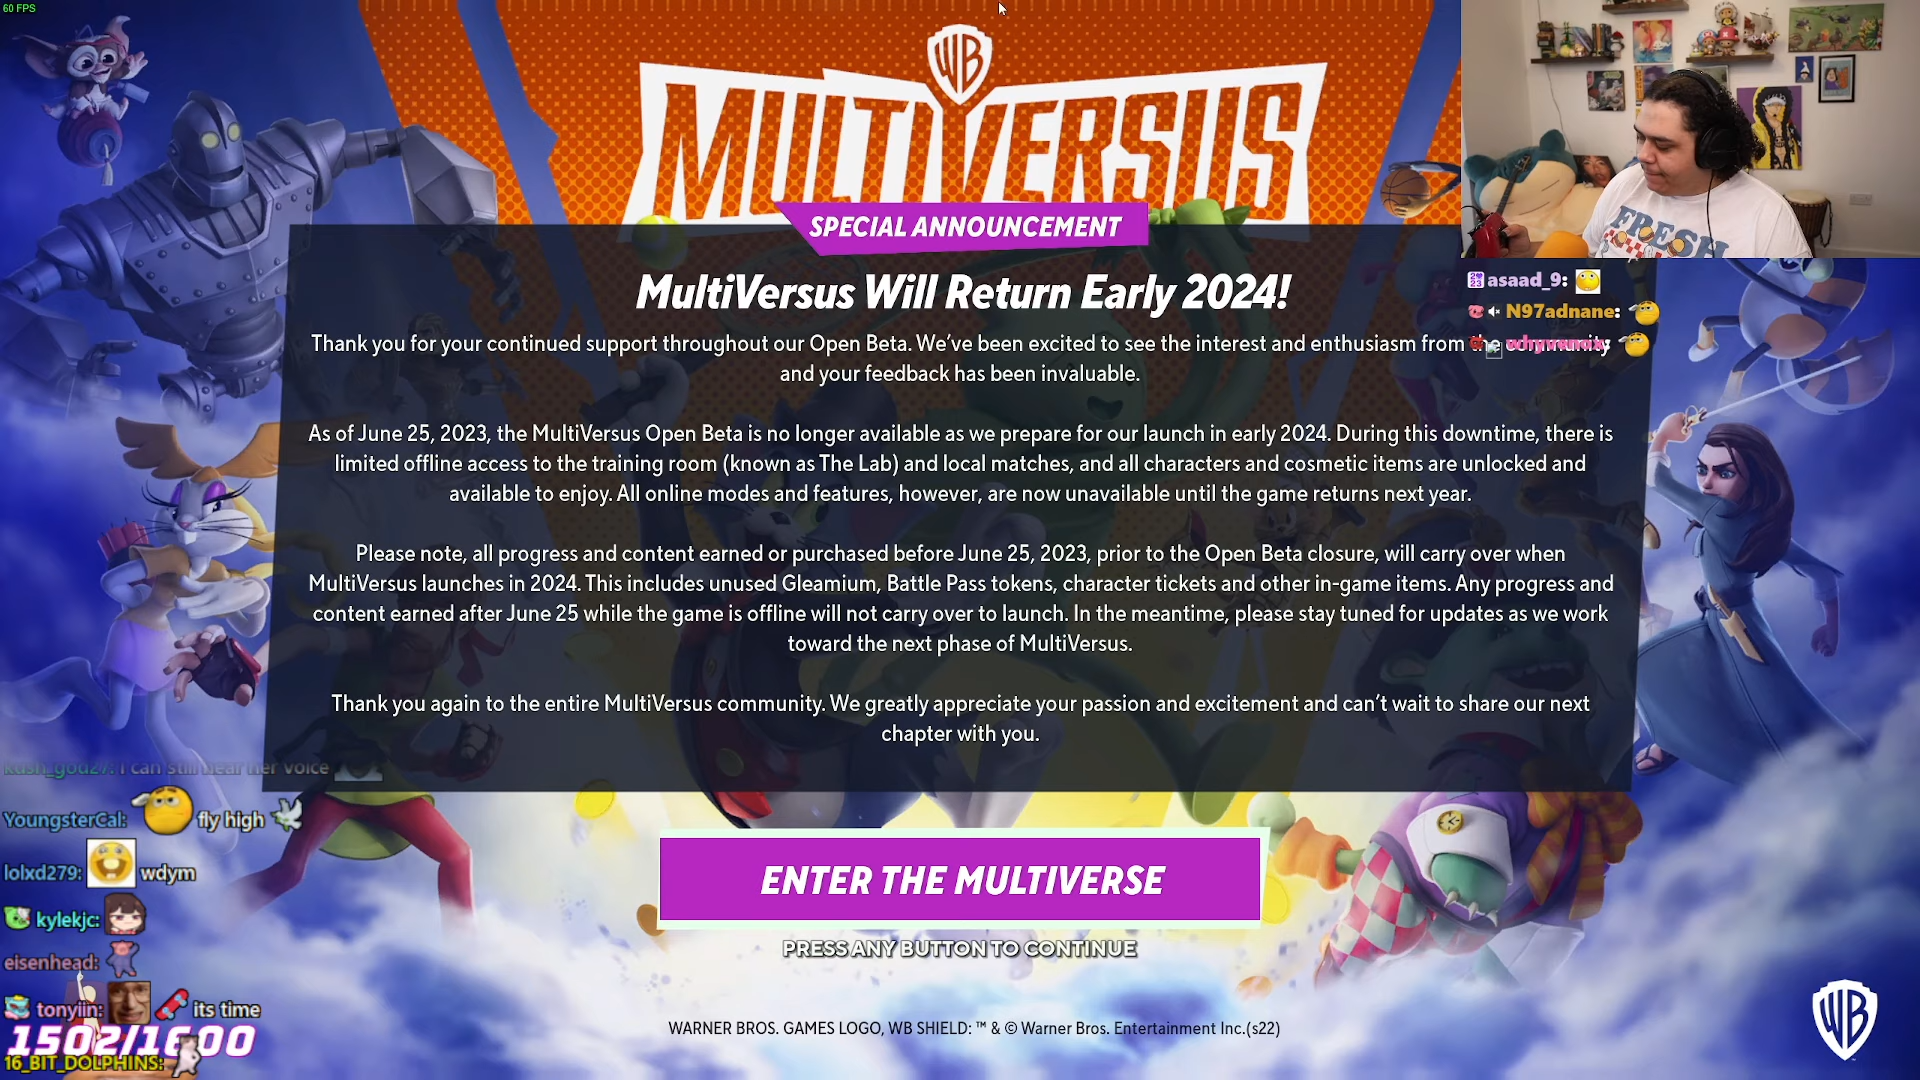 60 FPS
WB
MULTIVERSUS
SPECIAL ANNOUNCEMENT
MultiVersus Will Return Early 2024!
Thank you for your continued support throughout our Open Beta. We've been excited to see the interest and enthusiasm from the community
and your feedback has been invaluable.
As of June 25, 2023, the MultiVersus Open Beta is no longer available as we prepare for our launch in early 2024. During this downtime, there is
limited offline access to the training room (known as The Lab) and local matches, and all characters and cosmetic items are unlocked and
available to enjoy. All online modes and features, however, are now unavailable until the game returns next year.
Please note, all progress and content earned or purchased before June 25, 2023, prior to the Open Beta closure, will carry over when
MultiVersus launches in 2024. This includes unused Gleamium, Battle Pass tokens, character tickets and other in-game items. Any progress and
content earned after June 25 while the game is offline will not carry over to launch. In the meantime, please stay tuned for updates as we work
toward the next phase of MultiVersus.
Thank you again to the entire MultiVersus community. We greatly appreciate your passion and excitement and can't wait to share our next
chapter with you.
ENTER THE MULTIVERSE
PRESS ANY BUTTON TO CONTINUE
WARNER BROS. GAMES LOGO, WB SHIELD: ™ & © Warner Bros. Entertainment Inc.(s22)
WB
FRESH
asaad_9:
N97adnane:
kush_god27: I can still hear her voice
YoungsterCal: fly high
lolxd279: wdym
kylekjc:
eisenhead:
tonyiin: its time
1502/1600
16_BIT_DOLPHINS: